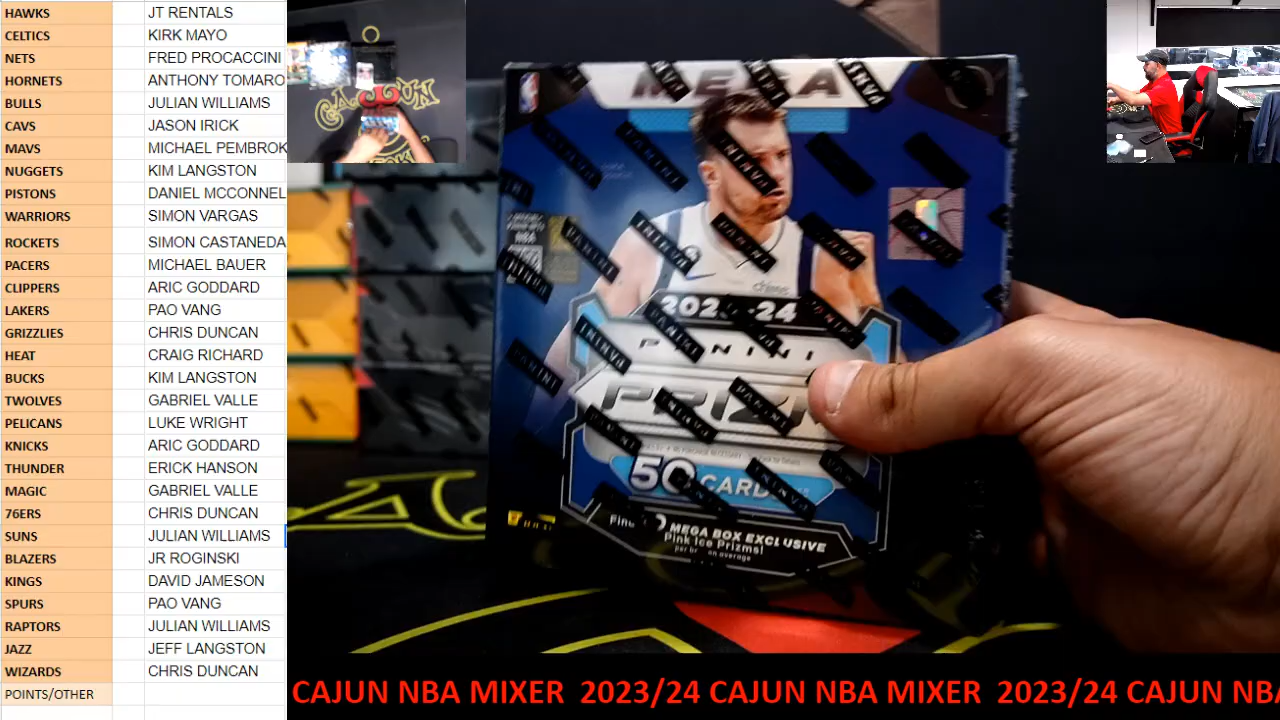 HAWKS JT RENTALS
CELTICS KIRK MAYO
NETS FRED PROCACCINI
HORNETS ANTHONY TOMARO
BULLS JULIAN WILLIAMS
CAVS JASON IRICK
MAVS MICHAEL PEMBROK
NUGGETS KIM LANGSTON
PISTONS DANIEL MCCONNEL
WARRIORS SIMON VARGAS
ROCKETS SIMON CASTANEDA
PACERS MICHAEL BAUER
CLIPPERS ARIC GODDARD
LAKERS PAO VANG
GRIZZLIES CHRIS DUNCAN
HEAT CRAIG RICHARD
BUCKS KIM LANGSTON
TWOLVES GABRIEL VALLE
PELICANS LUKE WRIGHT
KNICKS ARIC GODDARD
THUNDER ERICK HANSON
MAGIC GABRIEL VALLE
76ERS CHRIS DUNCAN
SUNS JULIAN WILLIAMS
BLAZERS JR ROGINSKI
KINGS DAVID JAMESON
SPURS PAO VANG
RAPTORS JULIAN WILLIAMS
JAZZ JEFF LANGSTON
WIZARDS CHRIS DUNCAN
POINTS/OTHER
CAJUN
MEGA
PANINI
chime
-24
PANINI
PRIZM
50 CARDS
MEGA BOX EXCLUSIVE
Pink Ice Prizms!
on average
CAJUN NBA MIXER 2023/24 CAJUN NBA MIXER 2023/24 CAJUN NBA